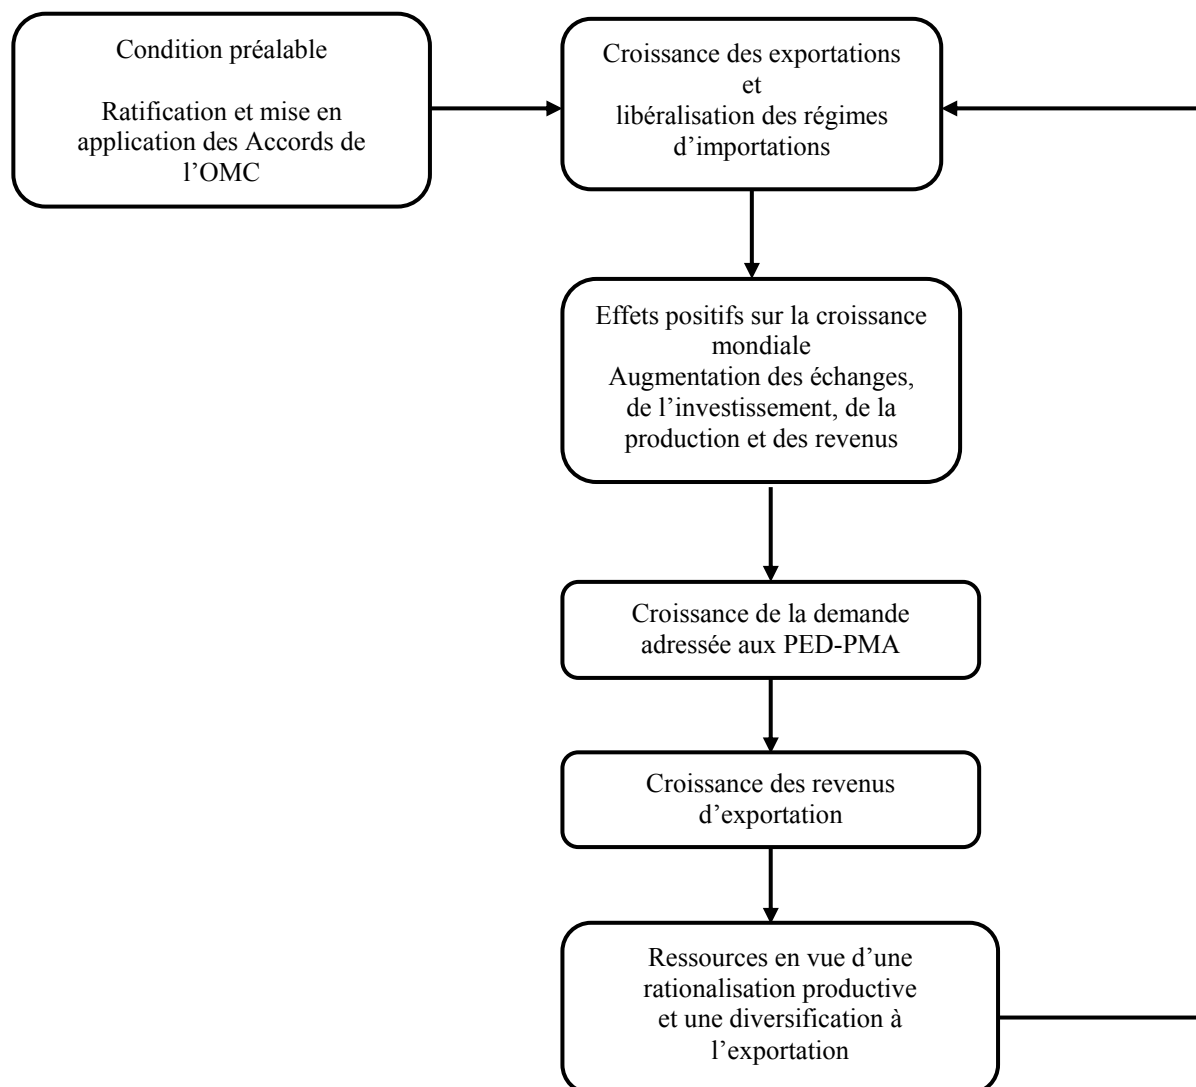 Condition préalable
Ratification et mise en
application des Accords de
l’OMC
Croissance des exportations
et
libéralisation des régimes
d’importations
Effets positifs sur la croissance
mondiale
Augmentation des échanges,
de l’investissement, de la
production et des revenus
Croissance de la demande
adressée aux PED-PMA
Croissance des revenus
d’exportation
Ressources en vue d’une
rationalisation productive
et une diversification à
l’exportation